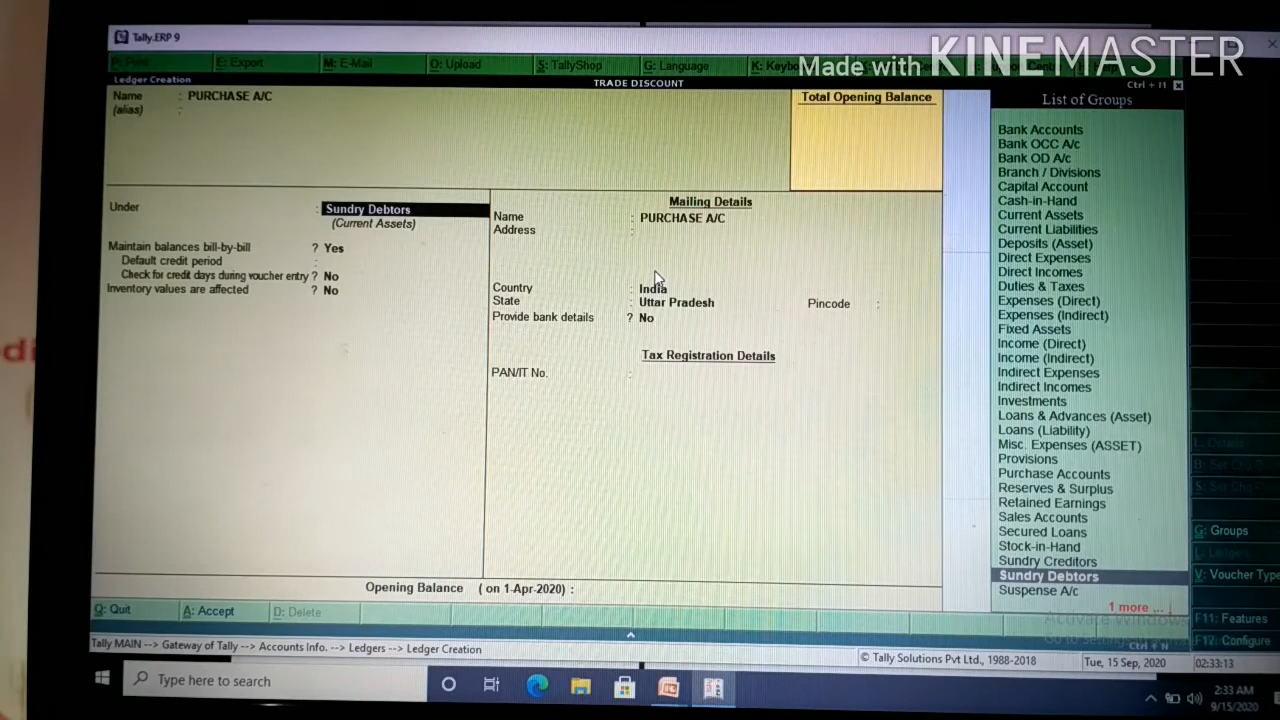 Tally.ERP 9
Made with KINEMASTER
P: Print E: Export M: E-Mail O: Upload S: TallyShop G: Language
Ledger Creation
TRADE DISCOUNT
Ctrl + M
Name : PURCHASE A/C
(alias) :
Total Opening Balance
List of Groups
Bank Accounts
Bank OCC A/c
Bank OD A/c
Branch / Divisions
Capital Account
Cash-in-Hand
Current Assets
Current Liabilities
Deposits (Asset)
Direct Expenses
Direct Incomes
Duties & Taxes
Expenses (Direct)
Expenses (Indirect)
Fixed Assets
Income (Direct)
Income (Indirect)
Indirect Expenses
Indirect Incomes
Investments
Loans & Advances (Asset)
Loans (Liability)
Misc. Expenses (ASSET)
Provisions
Purchase Accounts
Reserves & Surplus
Retained Earnings
Sales Accounts
Secured Loans
Stock-in-Hand
Sundry Creditors
Sundry Debtors
Suspense A/c
1 more ...
Under : Sundry Debtors
(Current Assets)
Maintain balances bill-by-bill ? Yes
Default credit period :
Check for credit days during voucher entry ? No
Inventory values are affected ? No
Mailing Details
Name : PURCHASE A/C
Address :
Country : India
State : Uttar Pradesh Pincode :
Provide bank details ? No
Tax Registration Details
PAN/IT No. :
Opening Balance ( on 1-Apr-2020) :
G: Groups
V: Voucher Type
F11: Features
F12: Configure
Activate Windows
Q: Quit A: Accept D: Delete
Ctrl + N
Tally MAIN --> Gateway of Tally --> Accounts Info. --> Ledgers --> Ledger Creation
© Tally Solutions Pvt Ltd., 1988-2018 Tue, 15 Sep, 2020 02:33:13
Type here to search
2:33 AM
9/15/2020